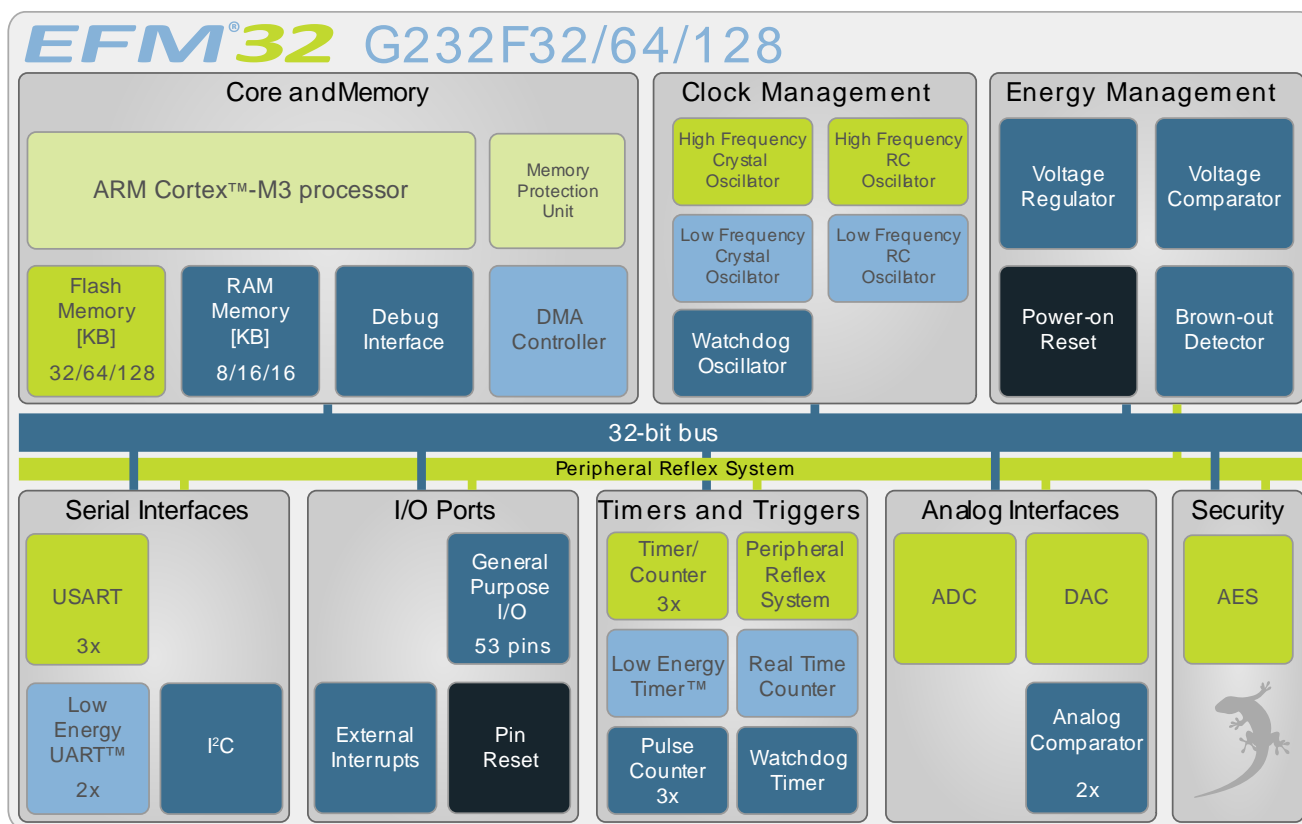 EFM®32 G232F32/64/128
Core and Memory
ARM Cortex™-M3 processor
Memory
Protection
Unit
Flash
Memory
[KB]
32/64/128
RAM
Memory
[KB]
8/16/16
Debug
Interface
DMA
Controller
Clock Management
High Frequency
Crystal
Oscillator
High Frequency
RC
Oscillator
Low Frequency
Crystal
Oscillator
Low Frequency
RC
Oscillator
Watchdog
Oscillator
Energy Management
Voltage
Regulator
Voltage
Comparator
Power-on
Reset
Brown-out
Detector
32-bit bus
Peripheral Reflex System
Serial Interfaces
USART
3x
Low
Energy
UART™
2x
I²C
I/O Ports
General
Purpose
I/O
53 pins
External
Interrupts
Pin
Reset
Timers and Triggers
Timer/
Counter
3x
Peripheral
Reflex
System
Low Energy
Timer™
Real Time
Counter
Pulse
Counter
3x
Watchdog
Timer
Analog Interfaces
ADC
DAC
Analog
Comparator
2x
Security
AES